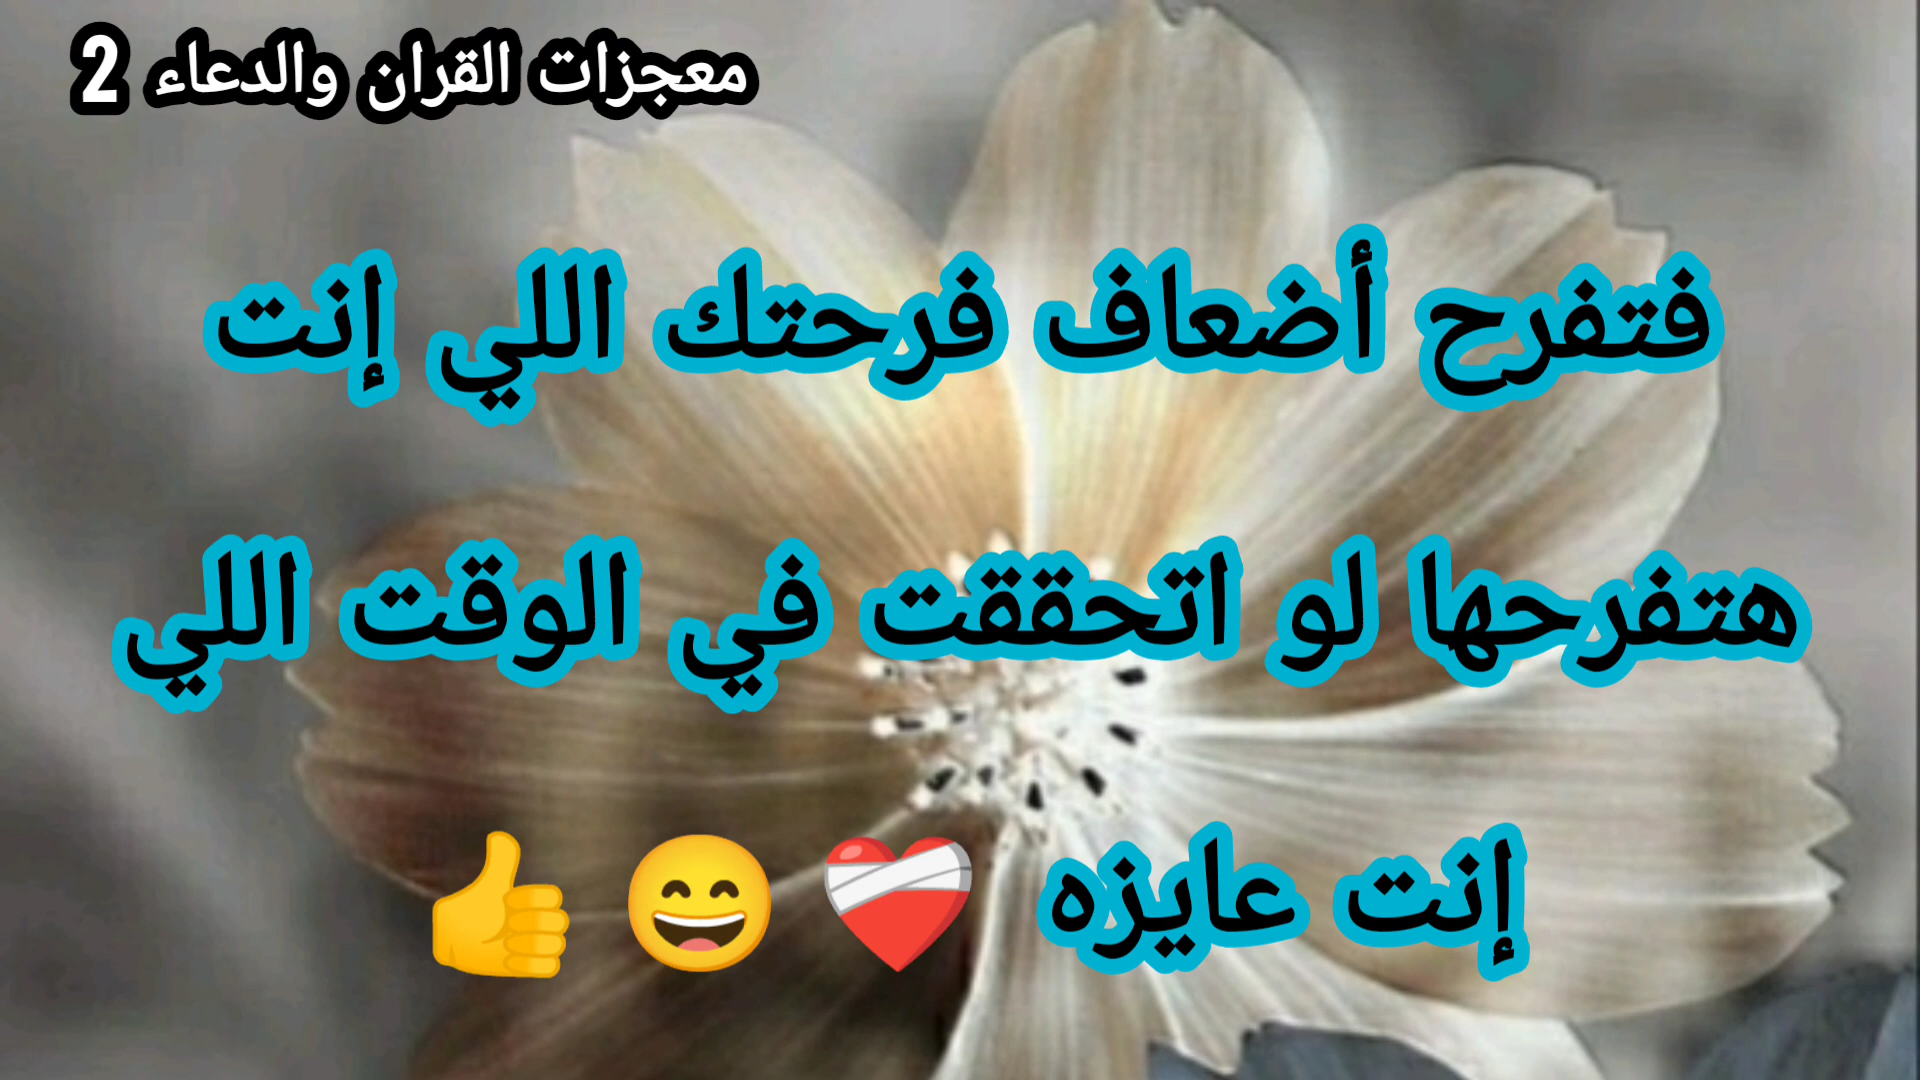 معجزات القران والدعاء 2
فتفرح أضعاف فرحتك اللي إنت
هتفرحها لو اتحققت في الوقت اللي
إنت عايزه ❤️‍🩹 😄 👍